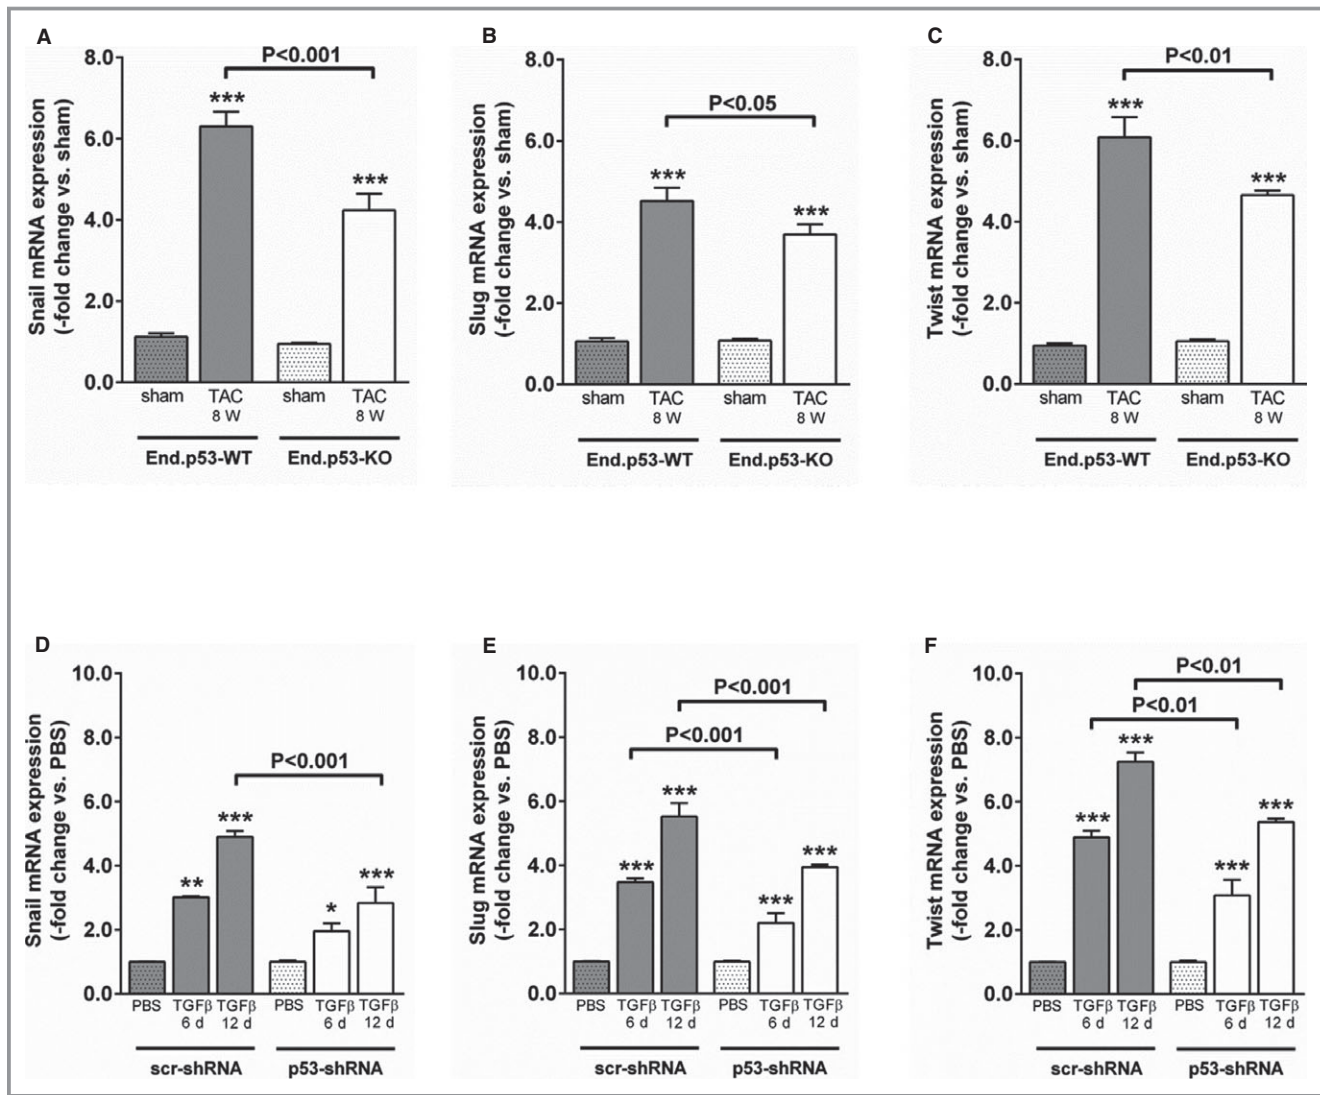 A
Snail mRNA expression
(-fold change vs. sham)
8.0
6.0
4.0
2.0
0.0
P<0.001
***
***
sham
TAC
8 W
sham
TAC
8 W
End.p53-WT
End.p53-KO
B
Slug mRNA expression
(-fold change vs. sham)
8.0
6.0
4.0
2.0
0.0
P<0.05
***
***
sham
TAC
8 W
sham
TAC
8 W
End.p53-WT
End.p53-KO
C
Twist mRNA expression
(-fold change vs. sham)
8.0
6.0
4.0
2.0
0.0
P<0.01
***
***
sham
TAC
8 W
sham
TAC
8 W
End.p53-WT
End.p53-KO
D
Snail mRNA expression
(-fold change vs. PBS)
10.0
8.0
6.0
4.0
2.0
0.0
P<0.001
**
***
*
***
PBS
TGFβ
6 d
TGFβ
12 d
PBS
TGFβ
6 d
TGFβ
12 d
scr-shRNA
p53-shRNA
E
Slug mRNA expression
(-fold change vs. PBS)
10.0
8.0
6.0
4.0
2.0
0.0
P<0.001
P<0.001
***
***
***
***
PBS
TGFβ
6 d
TGFβ
12 d
PBS
TGFβ
6 d
TGFβ
12 d
scr-shRNA
p53-shRNA
F
Twist mRNA expression
(-fold change vs. PBS)
10.0
8.0
6.0
4.0
2.0
0.0
P<0.01
P<0.01
***
***
***
***
PBS
TGFβ
6 d
TGFβ
12 d
PBS
TGFβ
6 d
TGFβ
12 d
scr-shRNA
p53-shRNA